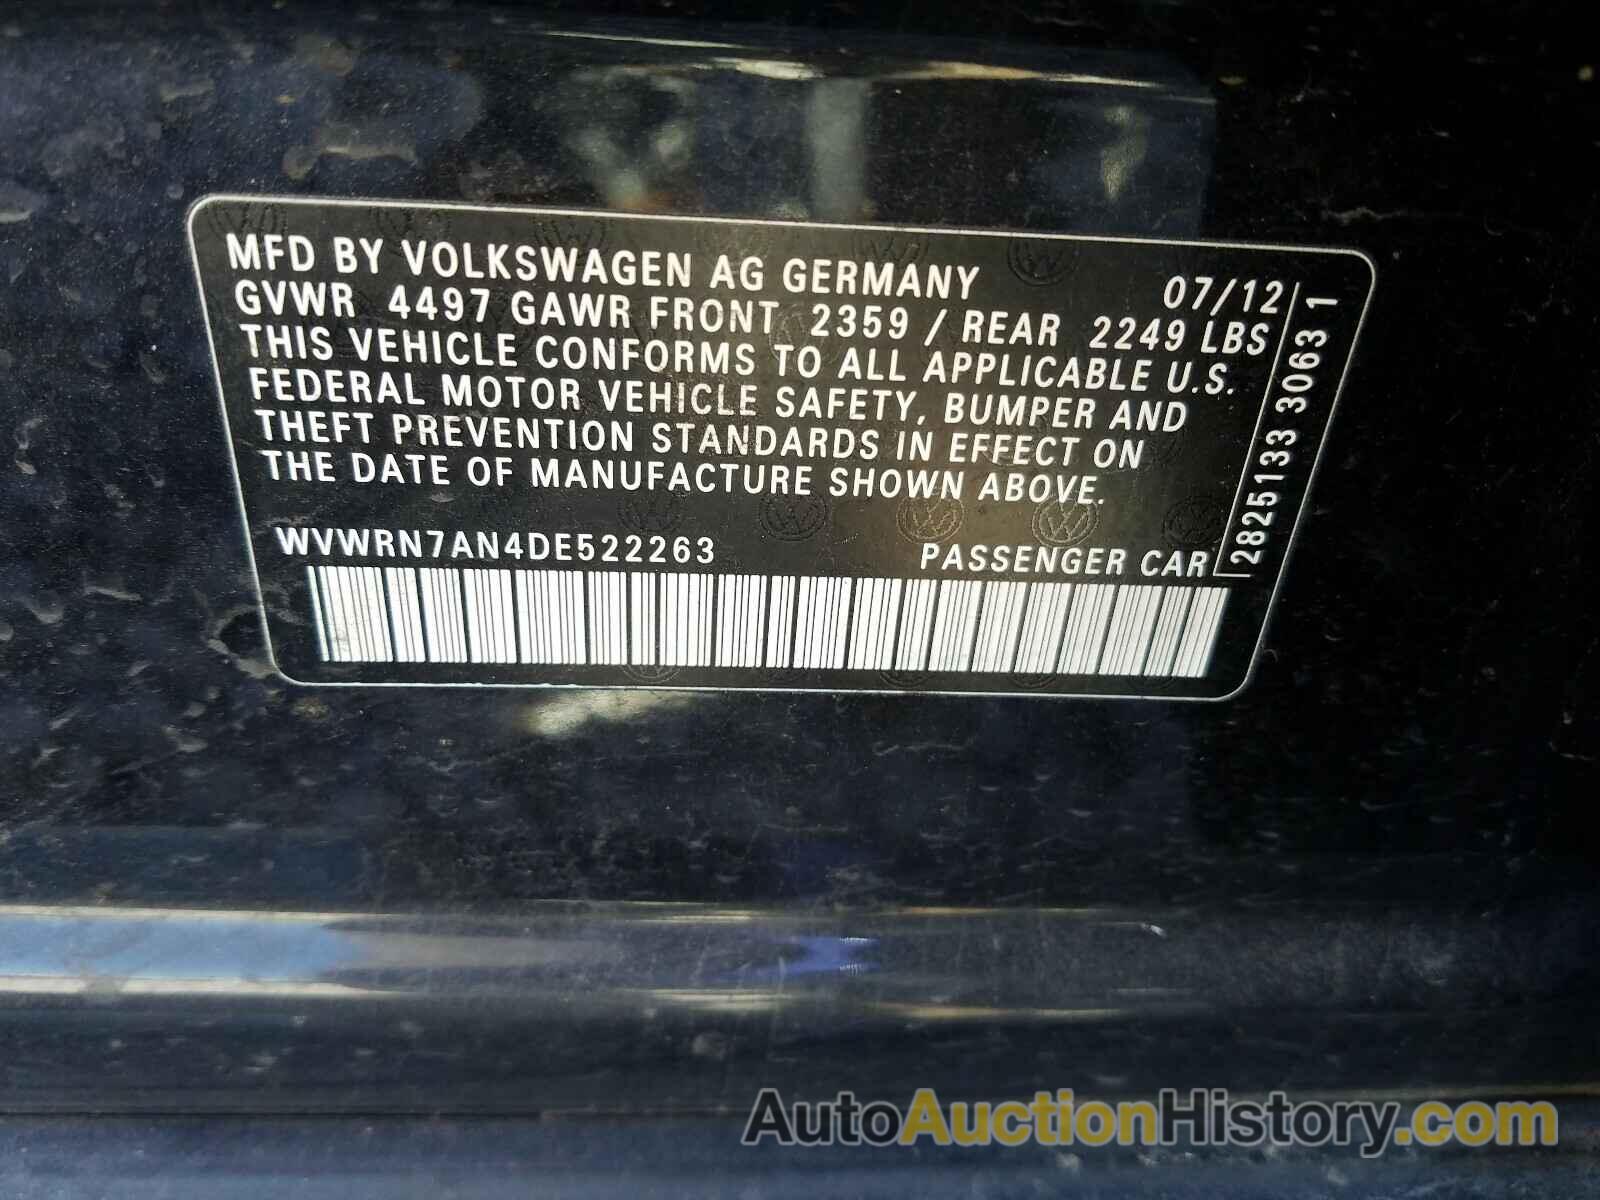 MFD BY VOLKSWAGEN AG GERMANY 07/12
GVWR 4497 GAWR FRONT 2359 / REAR 2249 LBS
THIS VEHICLE CONFORMS TO ALL APPLICABLE U.S.
FEDERAL MOTOR VEHICLE SAFETY, BUMPER AND
THEFT PREVENTION STANDARDS IN EFFECT ON
THE DATE OF MANUFACTURE SHOWN ABOVE.
WVWRN7AN4DE522263 PASSENGER CAR
2825133 3063 1
AutoAuctionHistory.com